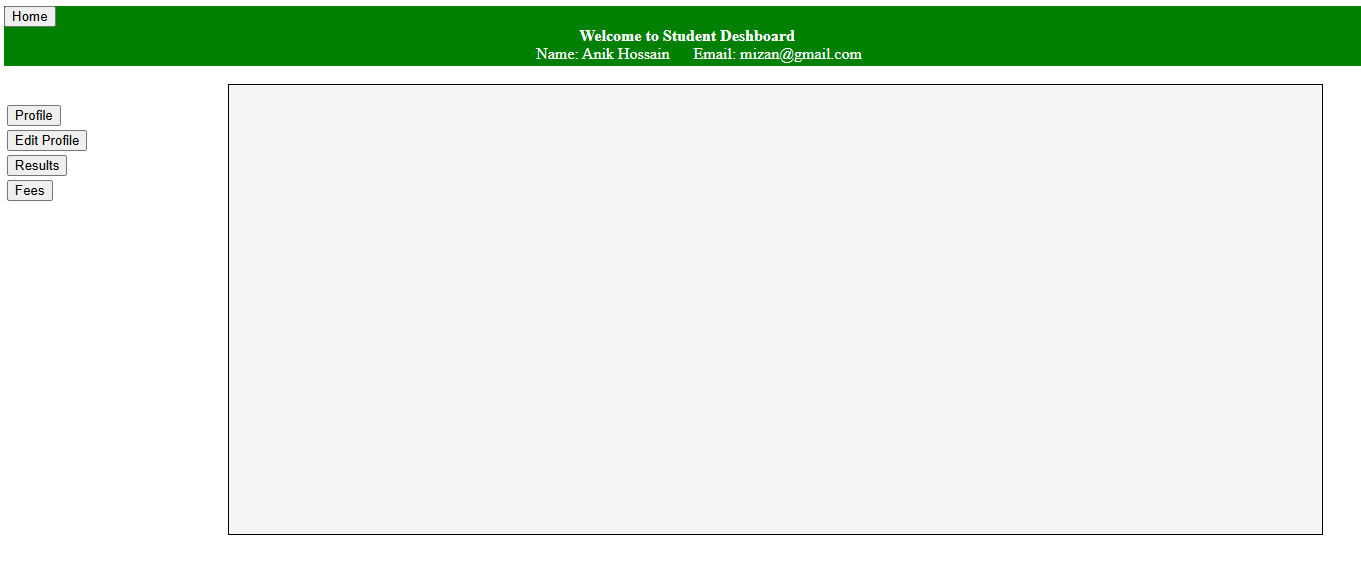 Home
Welcome to Student Deshboard
Name: Anik Hossain Email: mizan@gmail.com
Profile
Edit Profile
Results
Fees